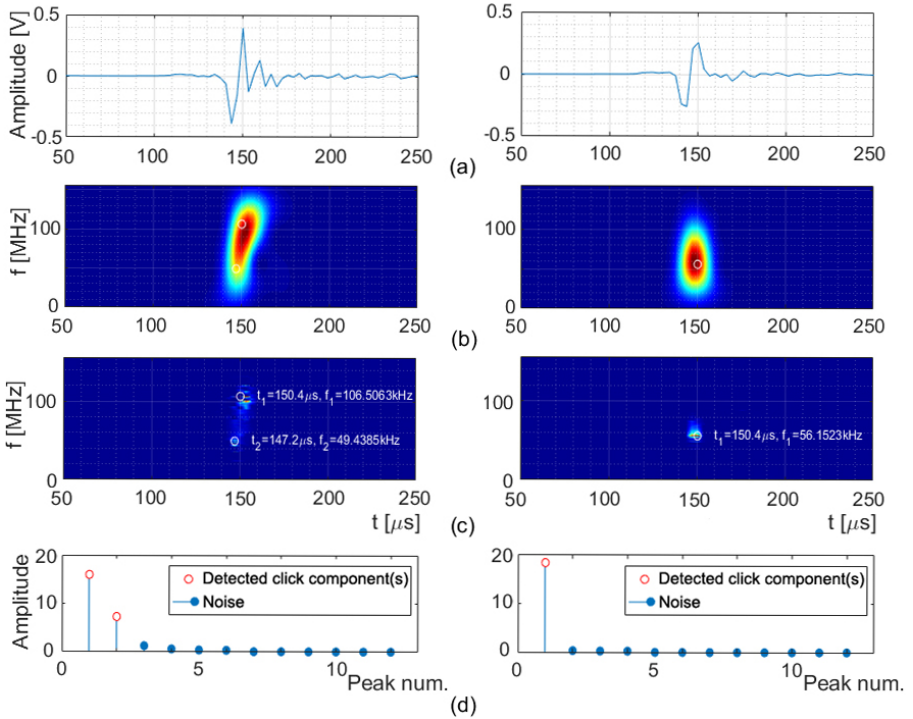 Amplitude [V]
0.5
0
-0.5
50 100 150 200 250
0.5
0
-0.5
50 100 150 200 250
(a)
f [MHz]
100
0
50 100 150 200 250
100
0
50 100 150 200 250
(b)
f [MHz]
100
0
t₁=150.4μs, f₁=106.5063kHz
t₂=147.2μs, f₂=49.4385kHz
50 100 150 200 250
t [μs]
100
0
t₁=150.4μs, f₁=56.1523kHz
50 100 150 200 250
t [μs]
(c)
Amplitude
20
10
0
Detected click component(s)
Noise
0 5 10
Peak num.
20
10
0
Detected click component(s)
Noise
0 5 10
Peak num.
(d)